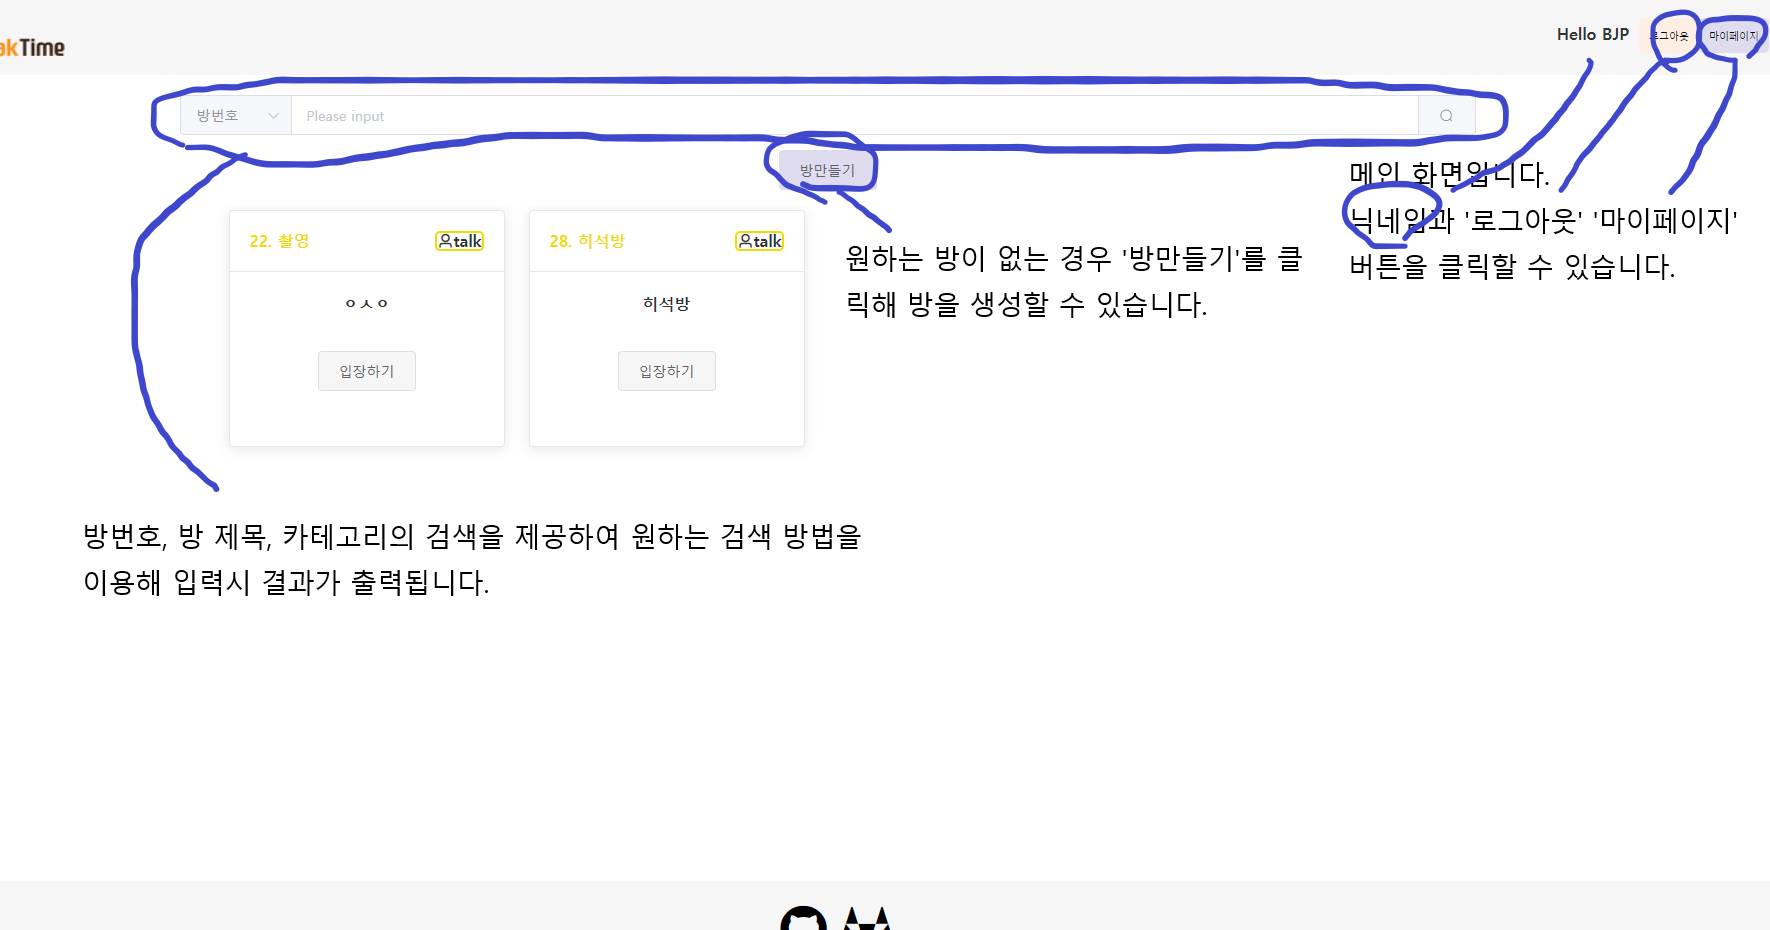 akTime
Hello BJP
로그아웃
마이페이지
방번호
Please input
방만들기
메인 화면입니다.
닉네임과 '로그아웃' '마이페이지'
버튼을 클릭할 수 있습니다.
22. 촬영
talk
28. 히석방
talk
원하는 방이 없는 경우 '방만들기'를 클
릭해 방을 생성할 수 있습니다.
ㅇㅅㅇ
히석방
입장하기
입장하기
방번호, 방 제목, 카테고리의 검색을 제공하여 원하는 검색 방법을
이용해 입력시 결과가 출력됩니다.